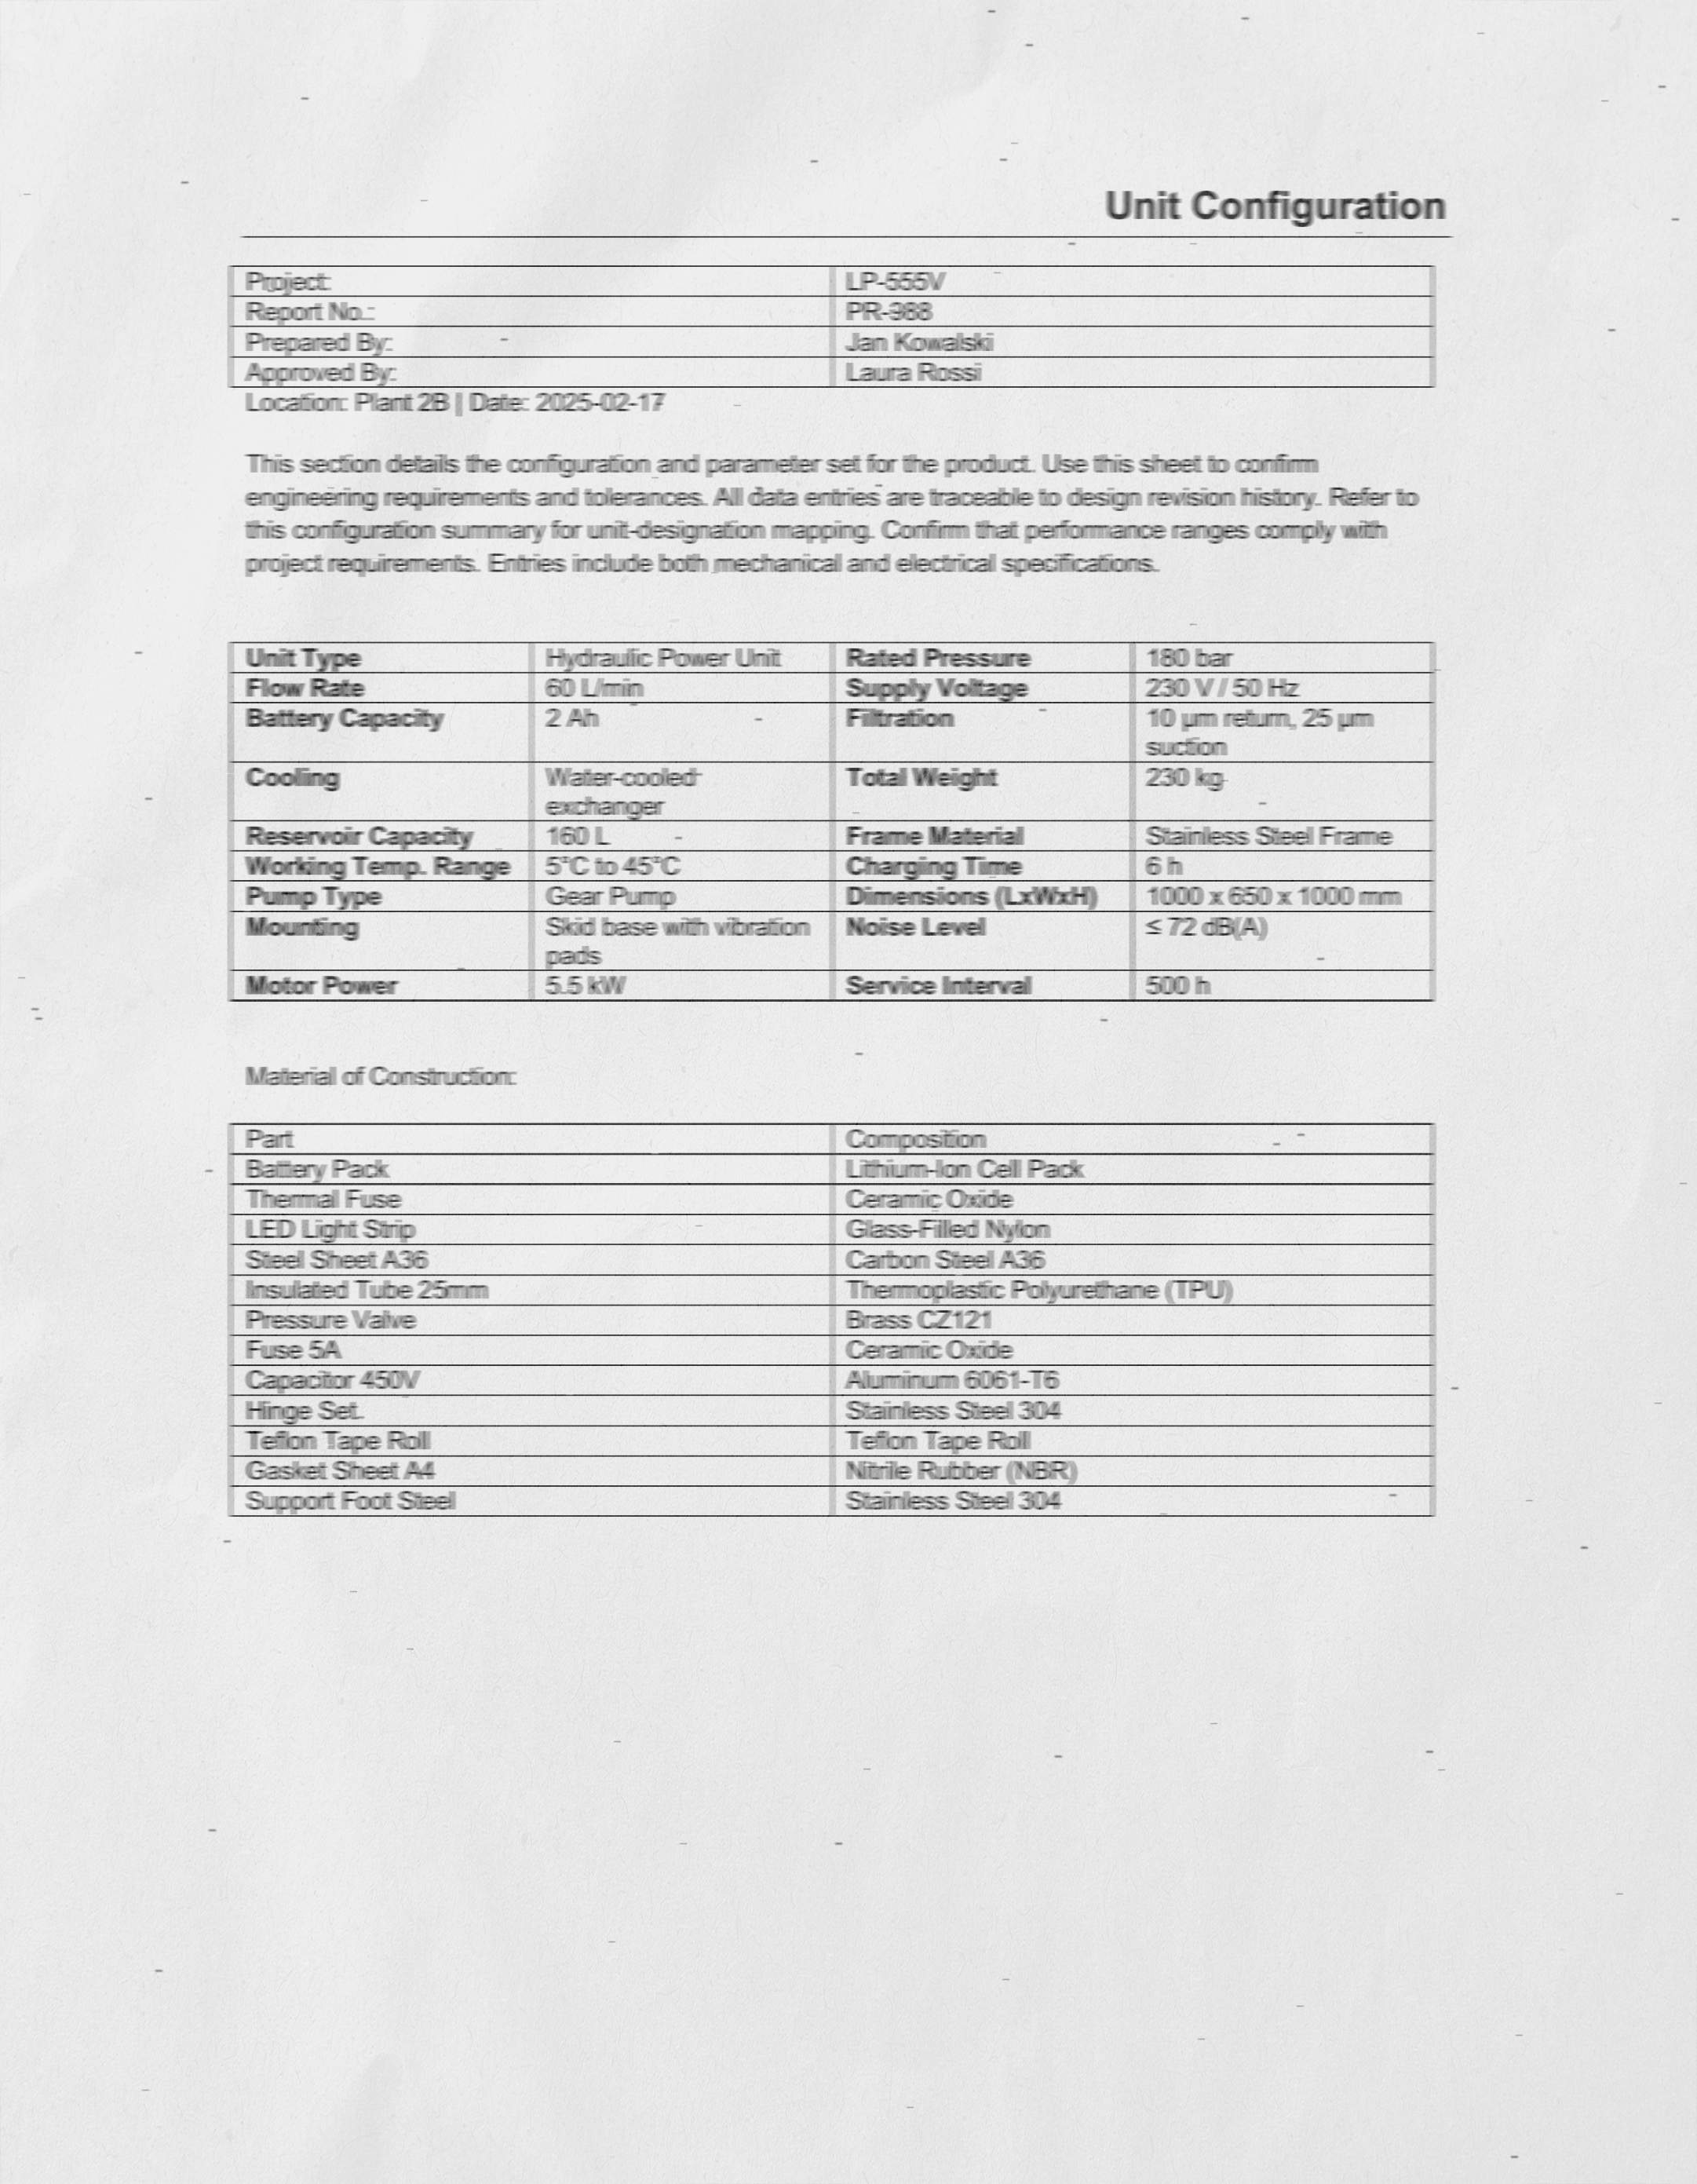 Unit Configuration
Project: LP-555V
Report No.: PR-988
Prepared By: Jan Kowalski
Approved By: Laura Rossi
Location: Plant 2B | Date: 2025-02-17
This section details the configuration and parameter set for the product. Use this sheet to confirm
engineering requirements and tolerances. All data entries are traceable to design revision history. Refer to
this configuration summary for unit-designation mapping. Confirm that performance ranges comply with
project requirements. Entries include both mechanical and electrical specifications.
Unit Type Hydraulic Power Unit Rated Pressure 180 bar
Flow Rate 60 L/min Supply Voltage 230 V / 50 Hz
Battery Capacity 2 Ah Filtration 10 µm return, 25 µm
suction
Cooling Water-cooled Total Weight 230 kg
exchanger
Reservoir Capacity 160 L Frame Material Stainless Steel Frame
Working Temp. Range 5°C to 45°C Charging Time 6 h
Pump Type Gear Pump Dimensions (LxWxH) 1000 x 650 x 1000 mm
Mounting Skid base with vibration Noise Level ≤ 72 dB(A)
pads
Motor Power 5.5 kW Service Interval 500 h
Material of Construction:
Part Composition
Battery Pack Lithium-Ion Cell Pack
Thermal Fuse Ceramic Oxide
LED Light Strip Glass-Filled Nylon
Steel Sheet A36 Carbon Steel A36
Insulated Tube 25mm Thermoplastic Polyurethane (TPU)
Pressure Valve Brass CZ121
Fuse 5A Ceramic Oxide
Capacitor 450V Aluminum 6061-T6
Hinge Set Stainless Steel 304
Teflon Tape Roll Teflon Tape Roll
Gasket Sheet A4 Nitrile Rubber (NBR)
Support Foot Steel Stainless Steel 304